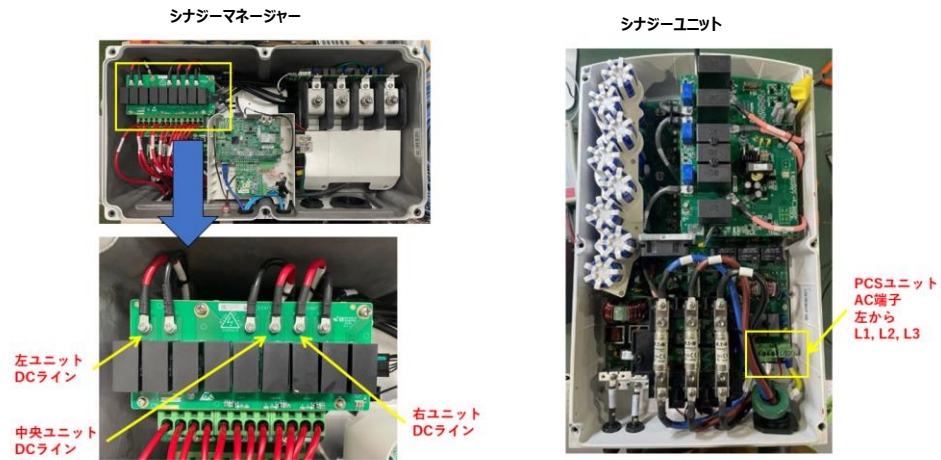 シナジーマネージャー
シナジーユニット
左ユニット
DCライン
中央ユニット
DCライン
右ユニット
DCライン
PCSユニット
AC端子
左から
L1, L2, L3